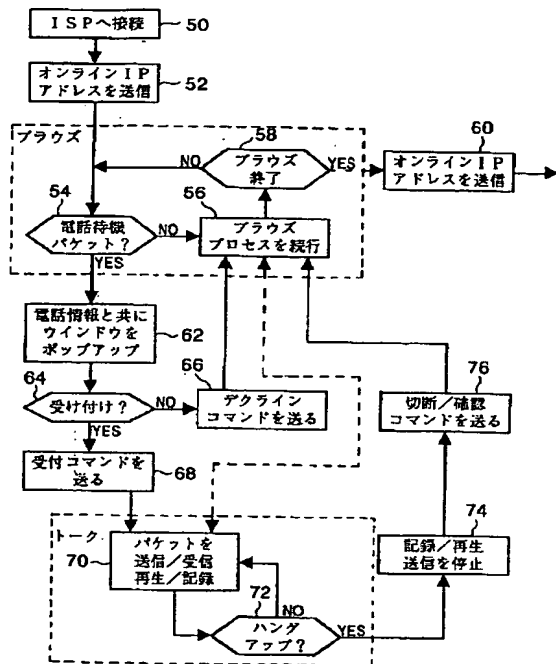 ISPへ接続
50
オンラインIP
アドレスを送信
52
ブラウズ
58
NO
ブラウズ
終了
YES
60
オンラインIP
アドレスを送信
54
56
電話待機
パケット?
NO
ブラウズ
プロセスを続行
YES
電話情報と共に
ウインドウを
ポップアップ
62
64
66
76
受け付け?
NO
デクライン
コマンドを送る
切断/確認
コマンドを送る
YES
受付コマンドを
送る
68
74
トーク
70
パケットを
送信/受信
再生/記録
記録/再生
送信を停止
72
NO
ハング
アップ?
YES